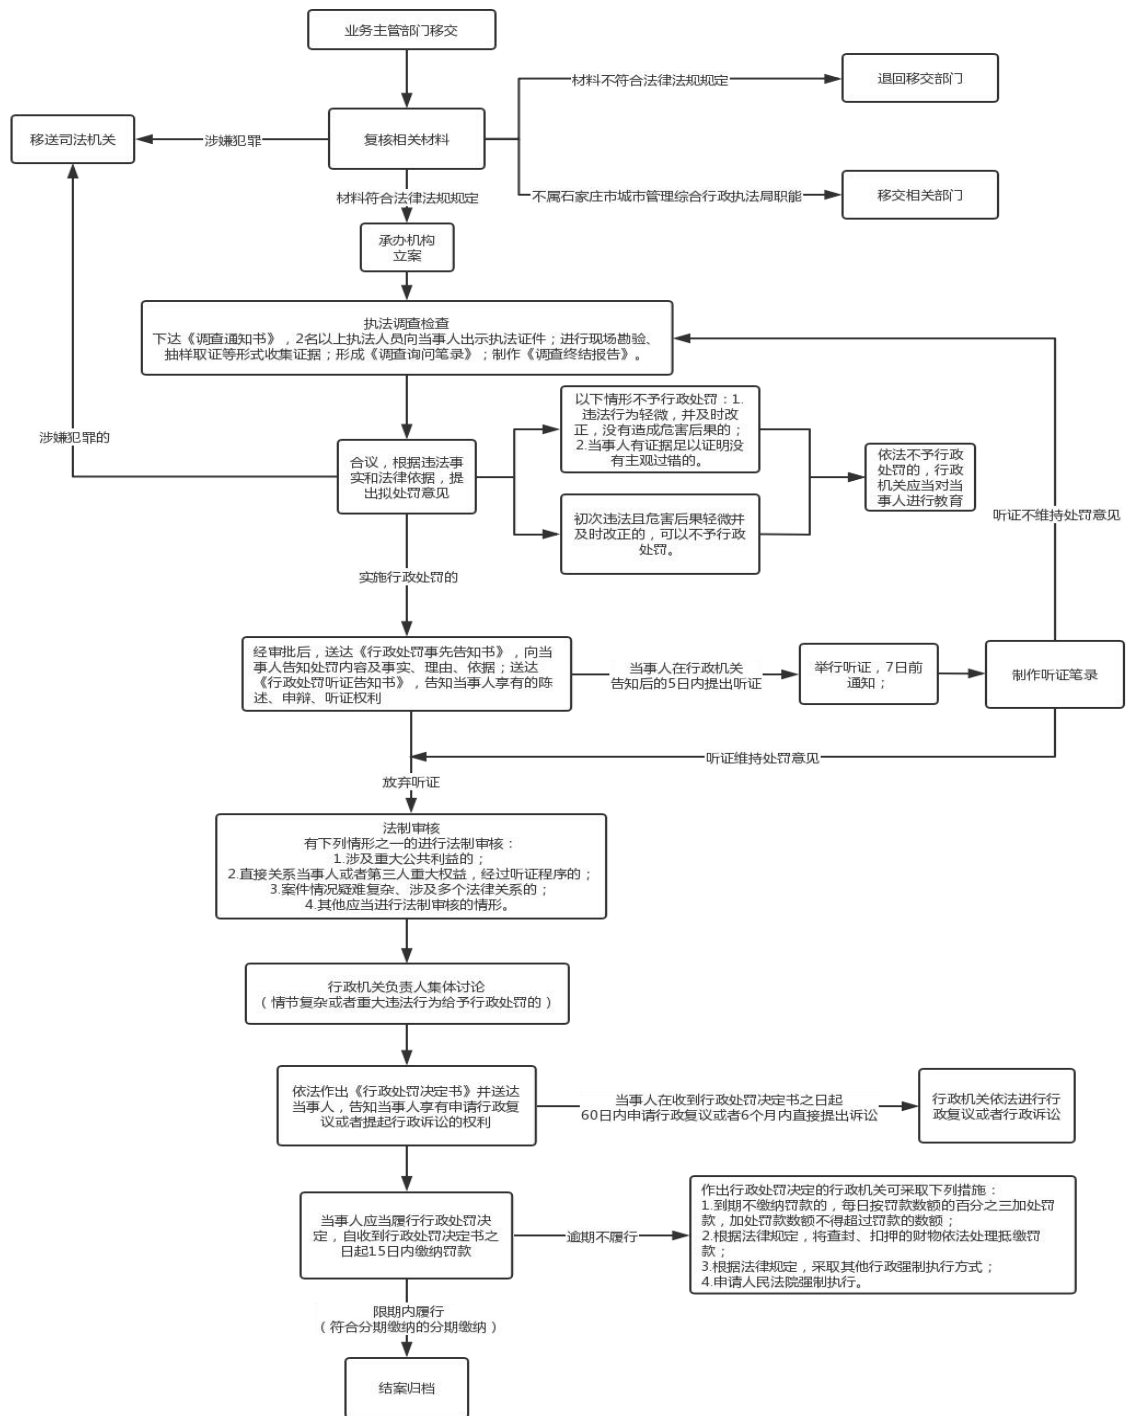 业务主管部门移交
材料不符合法律法规规定
退回移交部门
移送司法机关
涉嫌犯罪
复核相关材料
不属石家庄市城市管理综合行政执法局职能
移交相关部门
材料符合法律法规规定
承办机构
立案
执法调查检查
下达《调查通知书》，2名以上执法人员向当事人出示执法证件；进行现场勘验、
抽样取证等形式收集证据；形成《调查询问笔录》；制作《调查终结报告》。
涉嫌犯罪的
合议，根据违法事
实和法律依据，提
出拟处罚意见
以下情形不予行政处罚：1.
违法行为轻微，并及时改
正，没有造成危害后果的；
2.当事人有证据足以证明没
有主观过错的。
初次违法且危害后果轻微并
及时改正的，可以不予行政
处罚。
依法不予行政
处罚的，行政
机关应当对当
事人进行教育
听证不维持处罚意见
实施行政处罚的
经审批后，送达《行政处罚事先告知书》，向当
事人告知处罚内容及事实、理由、依据；送达
《行政处罚听证告知书》，告知当事人享有的陈
述、申辩、听证权利
当事人在行政机关
告知后的5日内提出听证
举行听证，7日前
通知；
制作听证笔录
听证维持处罚意见
放弃听证
法制审核
有下列情形之一的进行法制审核：
1.涉及重大公共利益的；
2.直接关系当事人或者第三人重大权益，经过听证程序的；
3.案件情况疑难复杂、涉及多个法律关系的；
4.其他应当进行法制审核的情形。
行政机关负责人集体讨论
（情节复杂或者重大违法行为给予行政处罚的）
依法作出《行政处罚决定书》并送达
当事人，告知当事人享有申请行政复
议或者提起行政诉讼的权利
当事人在收到行政处罚决定书之日起
60日内申请行政复议或者6个月内直接提出诉讼
行政机关依法进行行
政复议或者行政诉讼
当事人应当履行行政处罚决
定，自收到行政处罚决定书之
日起15日内缴纳罚款
逾期不履行
作出行政处罚决定的行政机关可采取下列措施：
1.到期不缴纳罚款的，每日按罚款数额的百分之三加处罚
款，加处罚款数额不得超过罚款的数额；
2.根据法律规定，将查封、扣押的财物依法处理抵缴罚
款；
3.根据法律规定，采取其他行政强制执行方式；
4.申请人民法院强制执行。
限期内履行
（符合分期缴纳的分期缴纳）
结案归档